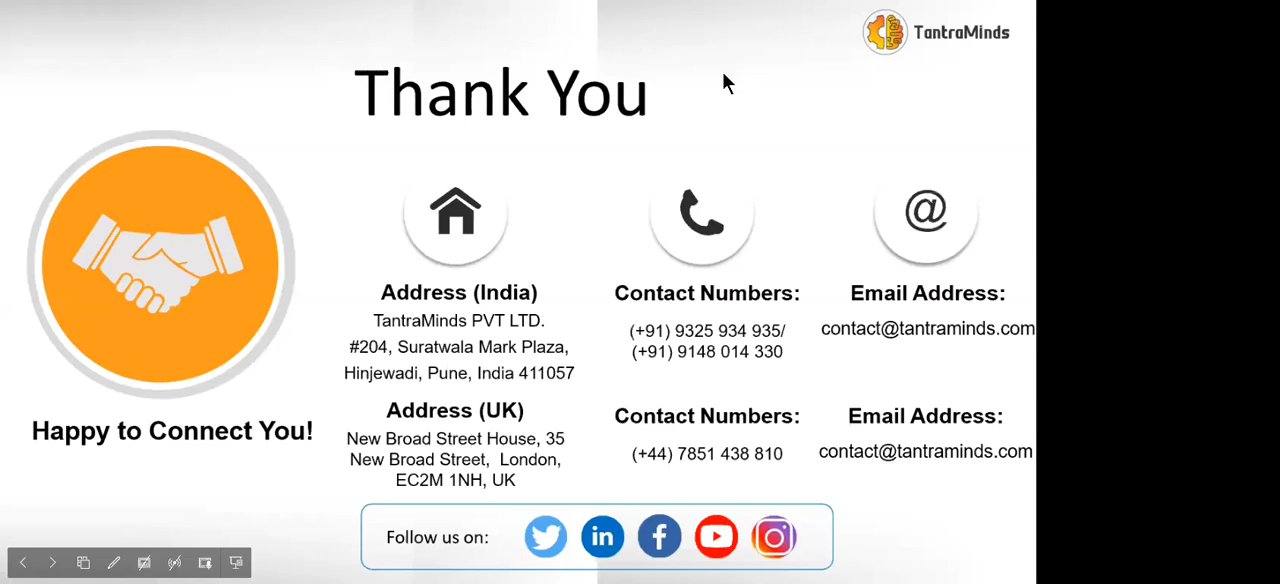 TantraMinds
Thank You
Address (India)
TantraMinds PVT LTD.
#204, Suratwala Mark Plaza,
Hinjewadi, Pune, India 411057
Contact Numbers:
(+91) 9325 934 935/
(+91) 9148 014 330
Email Address:
contact@tantraminds.com
Happy to Connect You!
Address (UK)
New Broad Street House, 35
New Broad Street, London,
EC2M 1NH, UK
Contact Numbers:
(+44) 7851 438 810
Email Address:
contact@tantraminds.com
Follow us on: